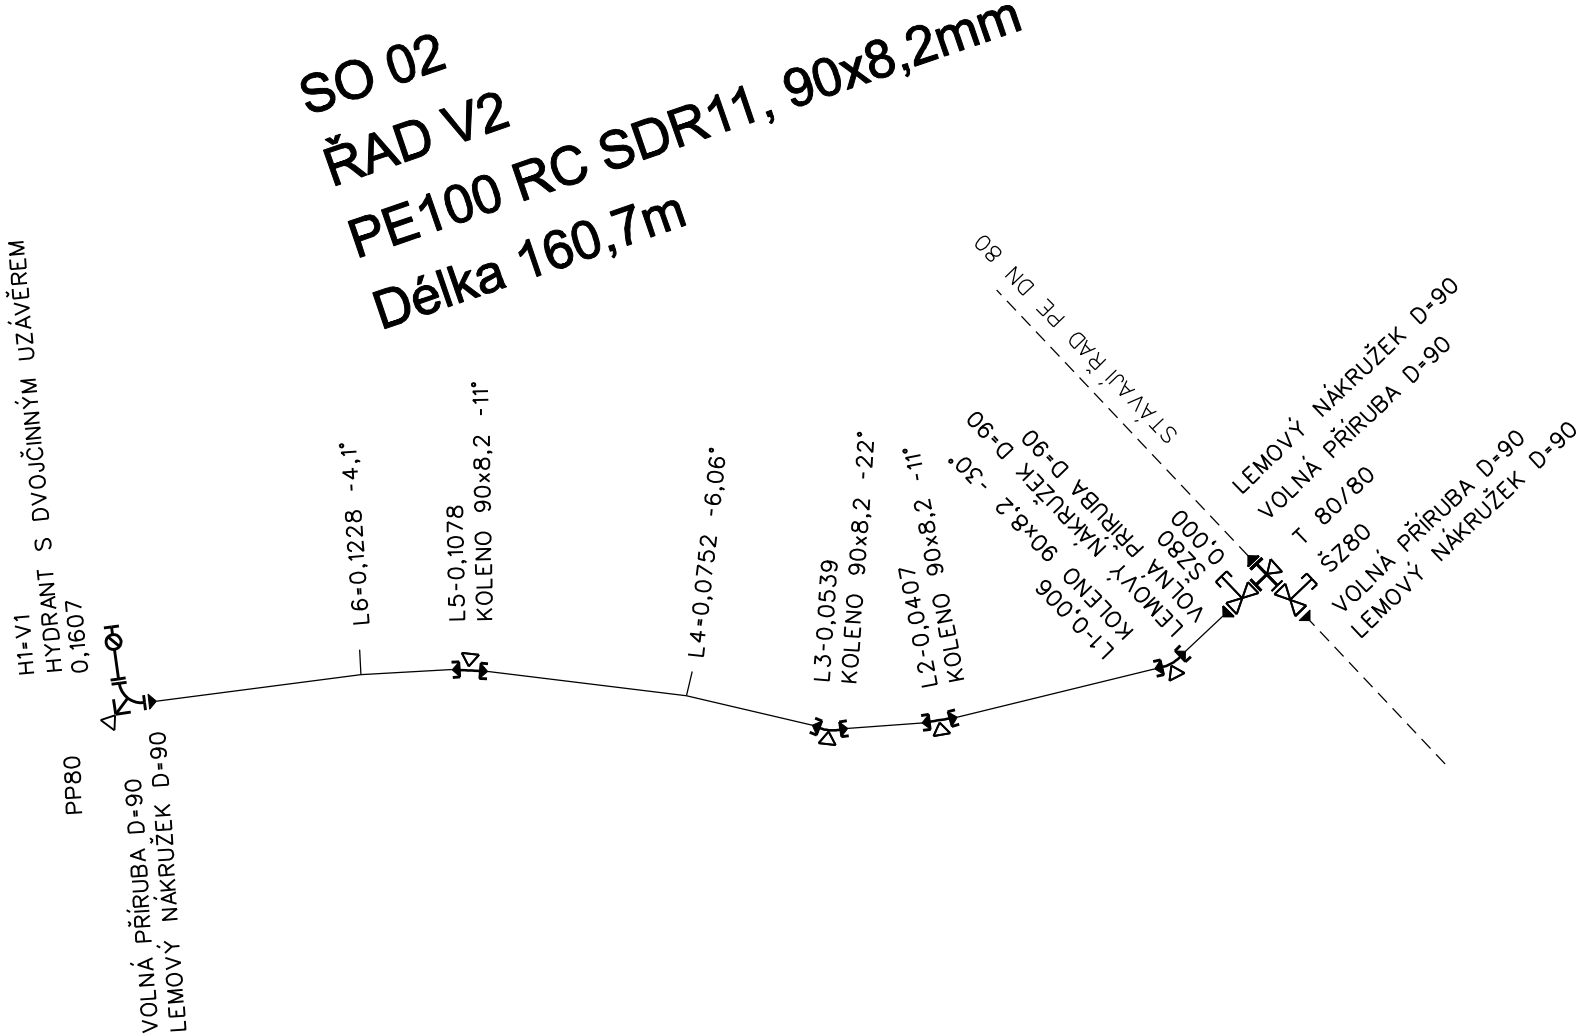 SO 02
ŘAD V2
PE100 RC SDR11, 90x8,2mm
Délka 160,7m
H1=V1
HYDRANT S DVOJČINNÝM UZÁVĚREM
0,1607
PP80
VOLNÁ PŘÍRUBA D=90
LEMOVÝ NÁKRUŽEK D=90
L6=0,1228 -4,1°
L5-0,1078
KOLENO 90x8,2 -11°
L4=0,0752 -6,06°
L3-0,0539
KOLENO 90x8,2 -22°
L2-0,0407
KOLENO 90x8,2 -11°
L1-0,006
KOLENO 90x8,2 -30°
LEMOVÝ NÁKRUŽEK D=90
VOLNÁ PŘÍRUBA D=90
ŠZ80
0,000
STÁVAJÍ ŘAD PE DN 80
LEMOVÝ NÁKRUŽEK D=90
VOLNÁ PŘÍRUBA D=90
T 80/80
ŠZ80
VOLNÁ PŘÍRUBA D=90
LEMOVÝ NÁKRUŽEK D=90